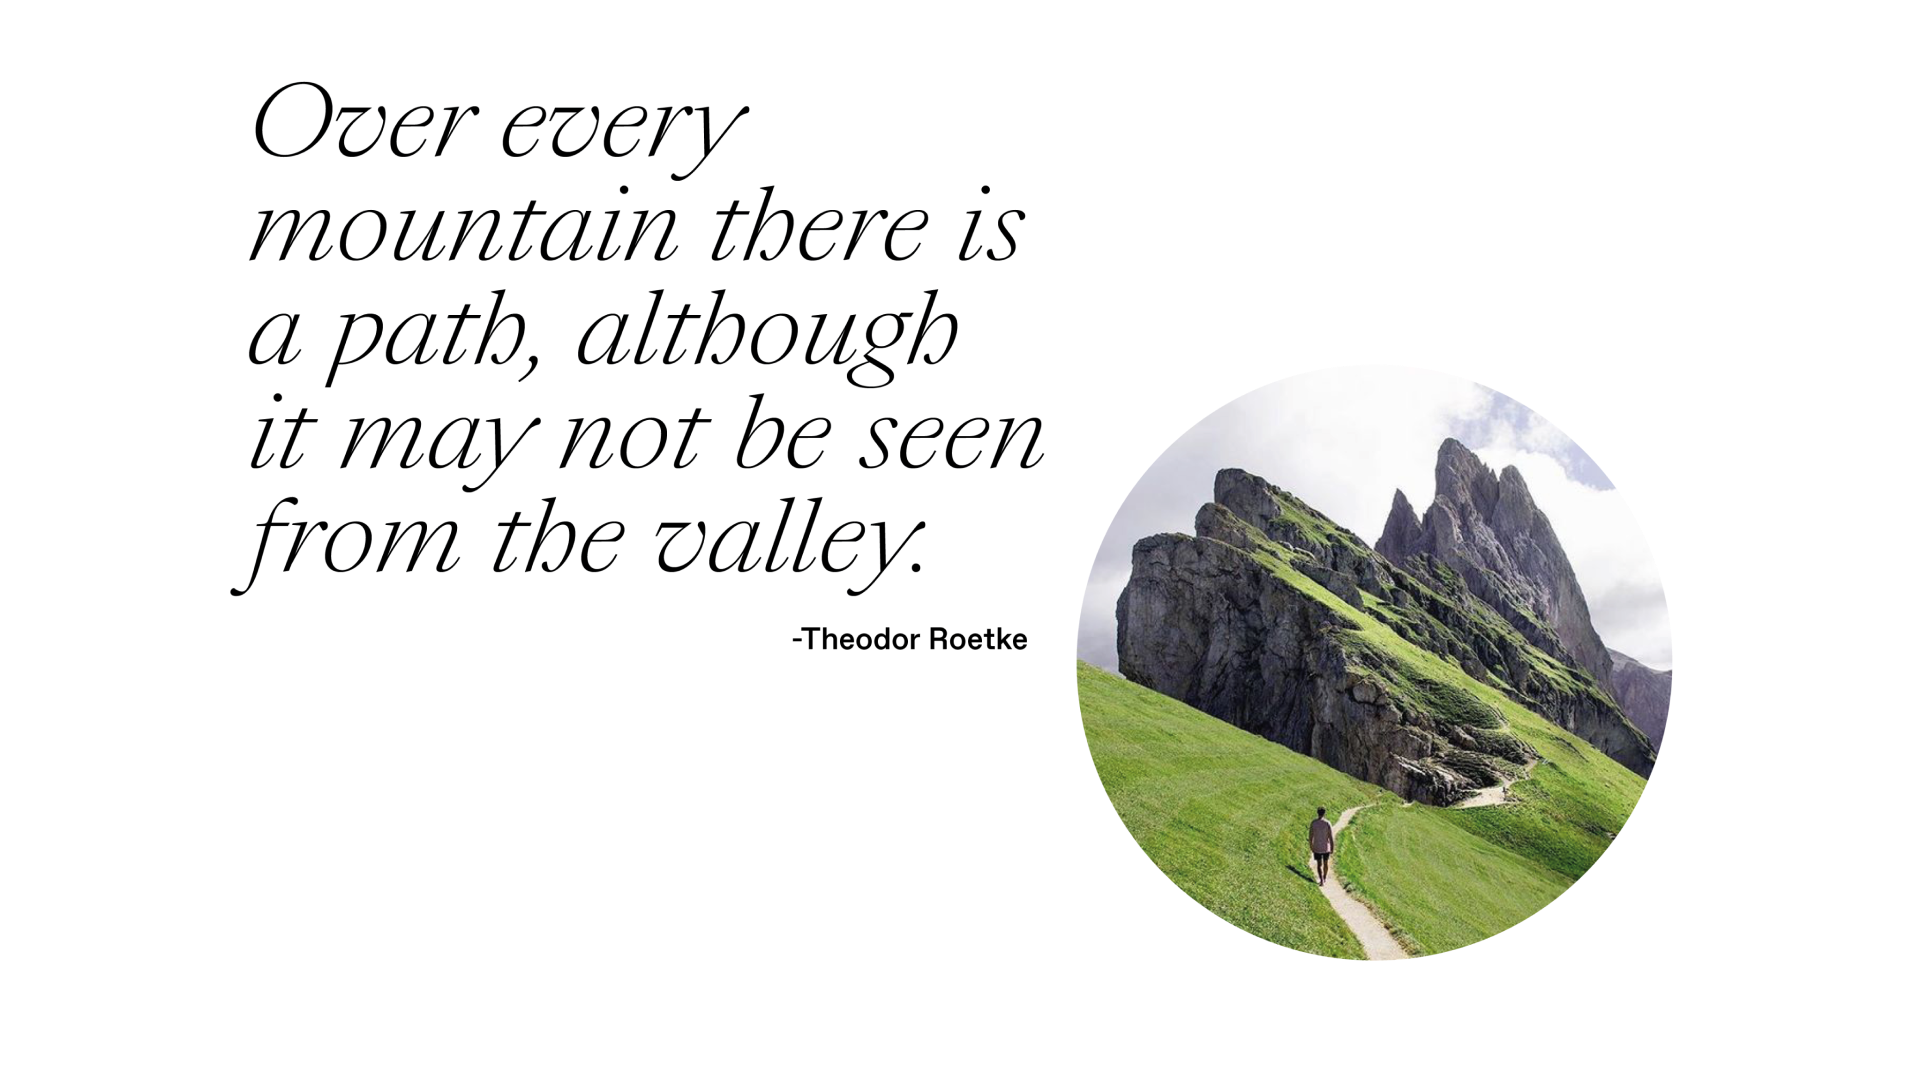 Over every
mountain there is
a path, although
it may not be seen
from the valley.
-Theodor Roetke